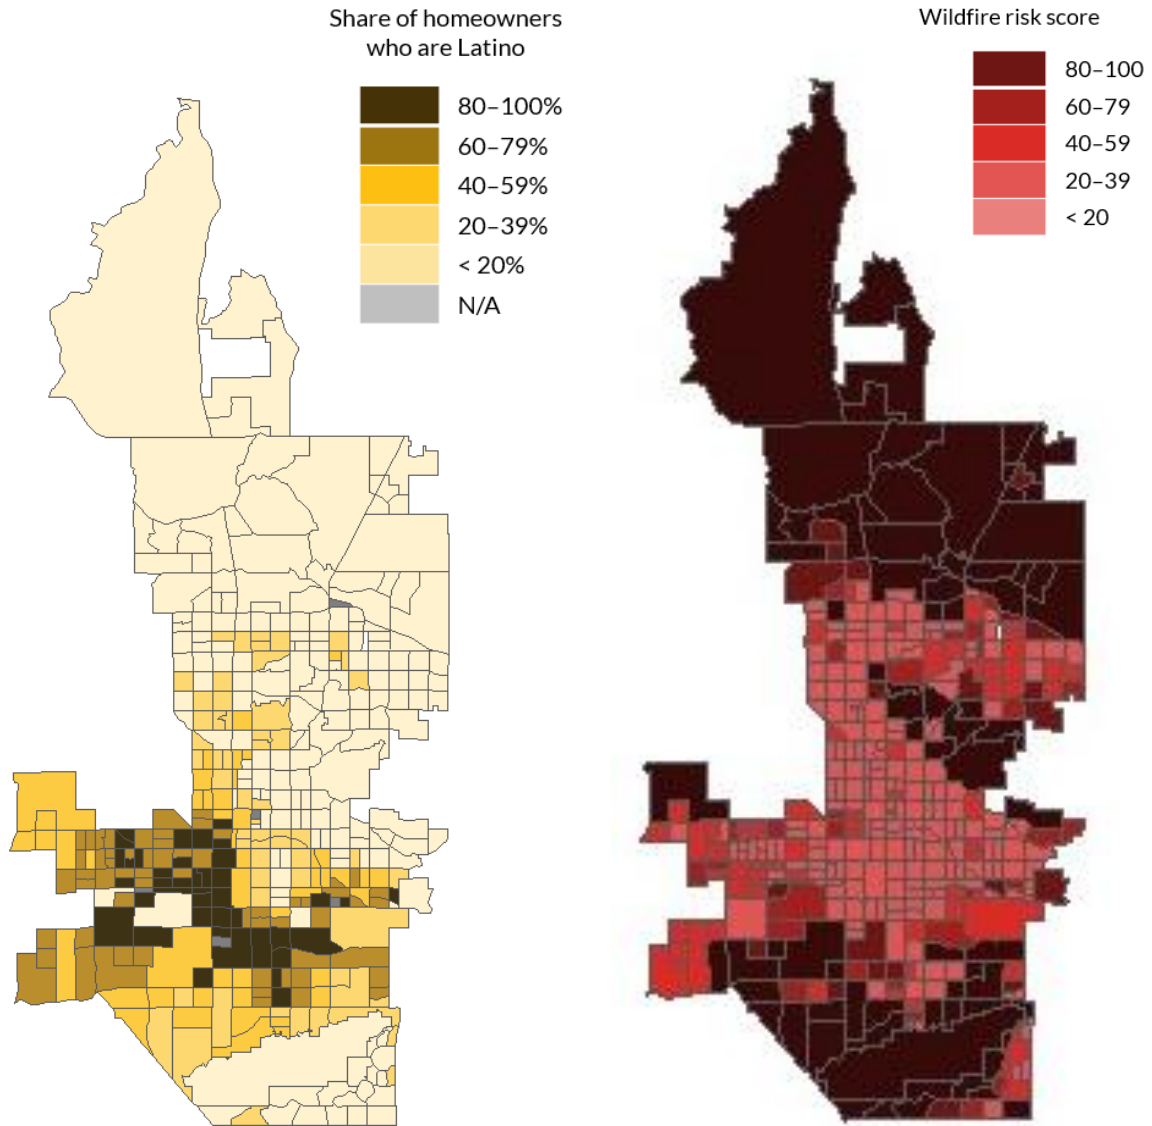 Share of homeowners
who are Latino
80–100%
60–79%
40–59%
20–39%
< 20%
N/A
Wildfire risk score
80–100
60–79
40–59
20–39
< 20